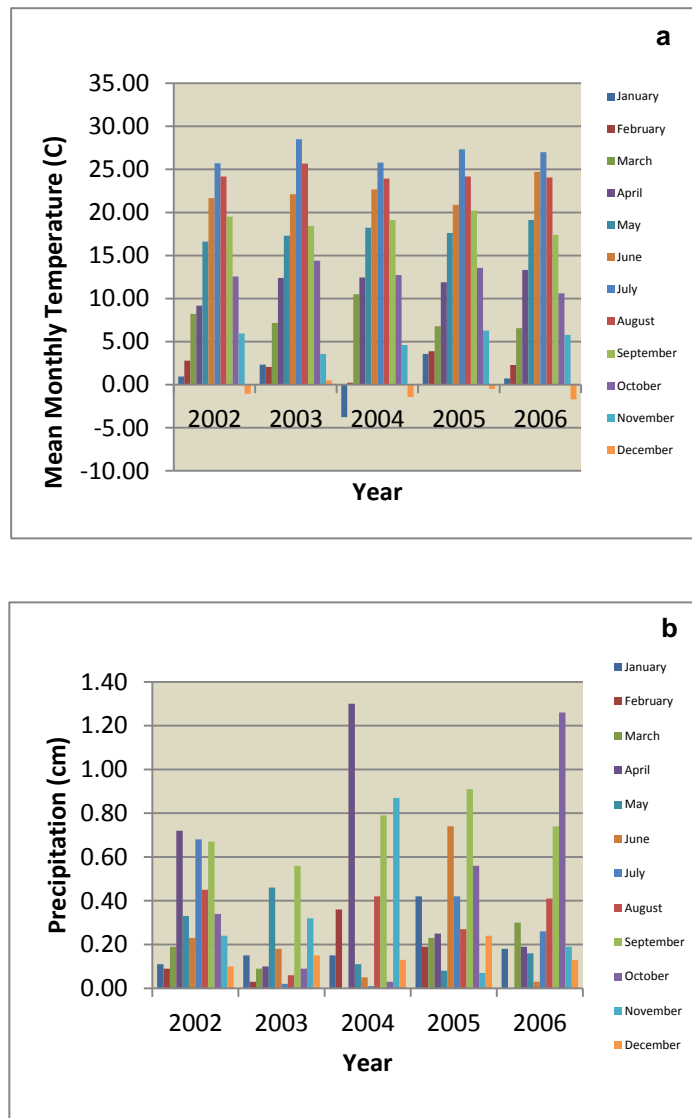 a
35.00
30.00
25.00
20.00
15.00
10.00
5.00
0.00
-5.00
-10.00
Mean Monthly Temperature (C)
2002 2003 2004 2005 2006
Year
January
February
March
April
May
June
July
August
September
October
November
December
b
1.40
1.20
1.00
0.80
0.60
0.40
0.20
0.00
Precipitation (cm)
2002 2003 2004 2005 2006
Year
January
February
March
April
May
June
July
August
September
October
November
December